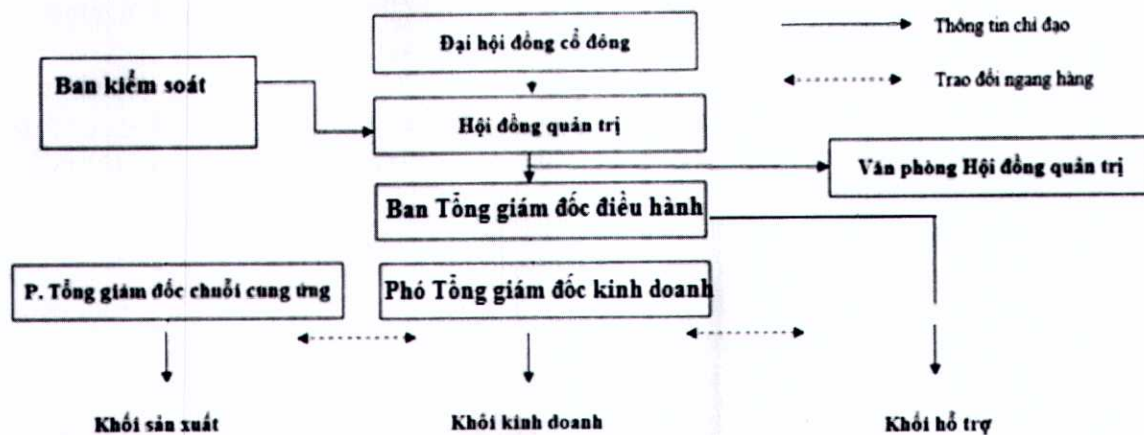 Đại hội đồng cổ đông
Thông tin chỉ đạo
Ban kiểm soát
Trao đổi ngang hàng
Hội đồng quản trị
Văn phòng Hội đồng quản trị
Ban Tổng giám đốc điều hành
P. Tổng giám đốc chuỗi cung ứng
Phó Tổng giám đốc kinh doanh
Khối sản xuất
Khôi kinh doanh
Khối hỗ trợ